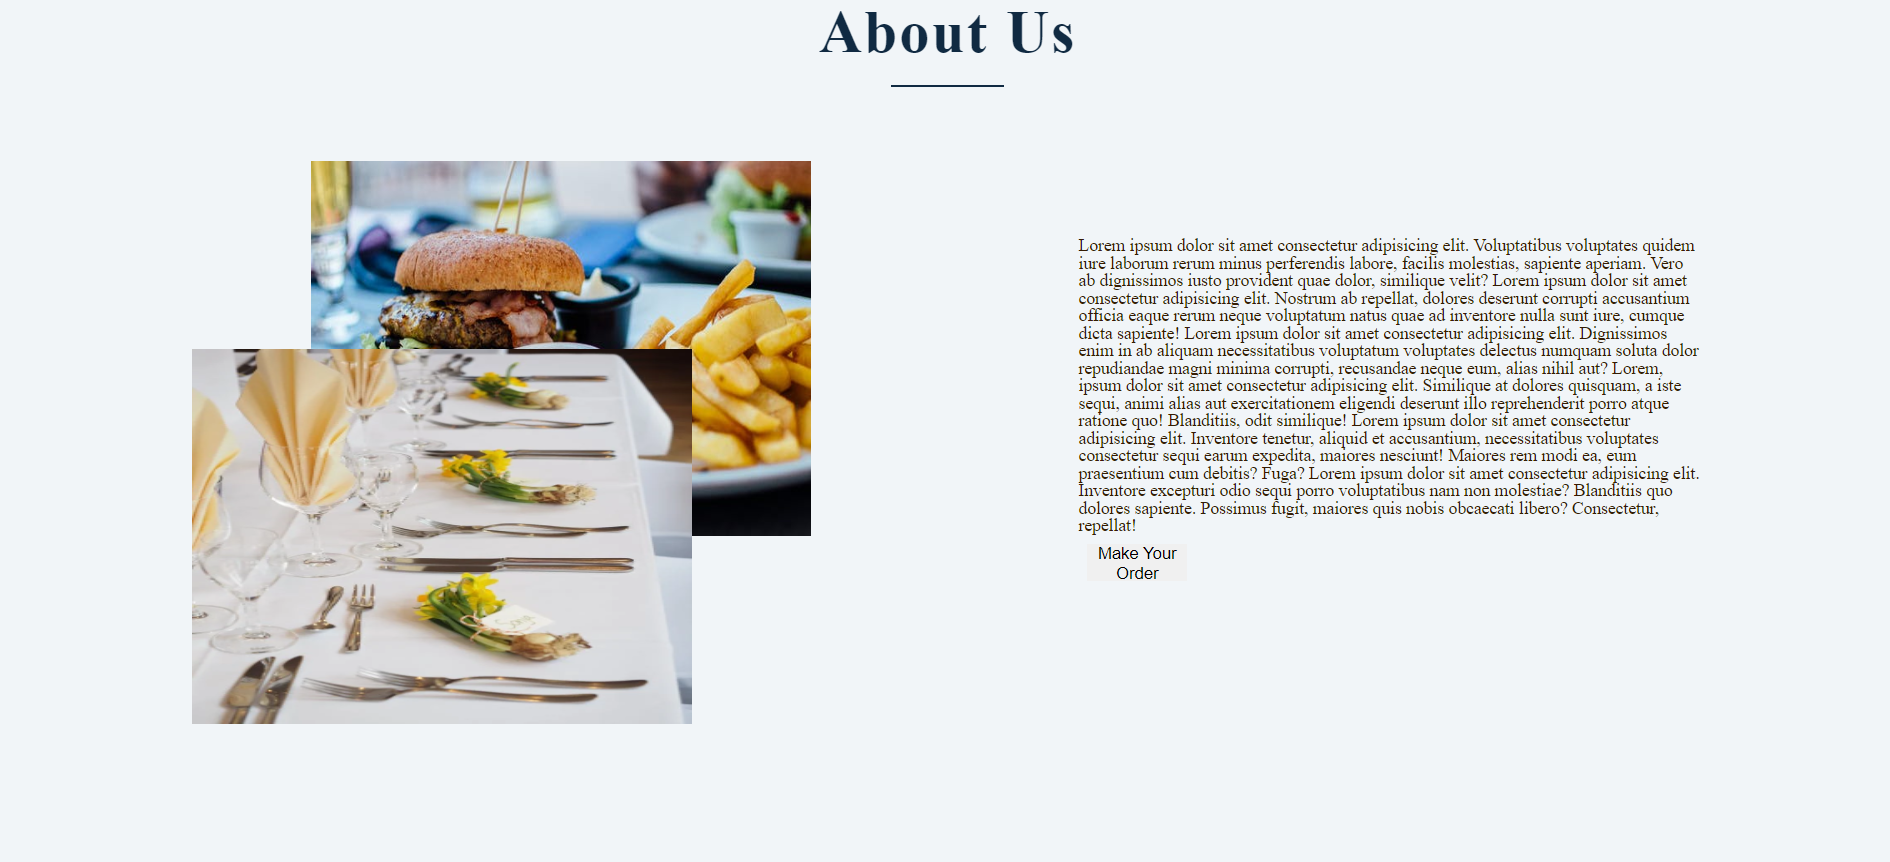 About Us
Lorem ipsum dolor sit amet consectetur adipisicing elit. Voluptatibus voluptates quidem
iure laborum rerum minus perferendis labore, facilis molestias, sapiente aperiam. Vero
ab dignissimos iusto provident quae dolor, similique velit? Lorem ipsum dolor sit amet
consectetur adipisicing elit. Nostrum ab repellat, dolores deserunt corrupti accusantium
officia eaque rerum neque voluptatum natus quae ad inventore nulla sunt iure, cumque
dicta sapiente! Lorem ipsum dolor sit amet consectetur adipisicing elit. Dignissimos
enim in ab aliquam necessitatibus voluptatum voluptates delectus numquam soluta dolor
repudiandae magni minima corrupti, recusandae neque eum, alias nihil aut? Lorem,
ipsum dolor sit amet consectetur adipisicing elit. Similique at dolores quisquam, a iste
sequi, animi alias aut exercitationem eligendi deserunt illo reprehenderit porro atque
ratione quo! Blanditiis, odit similique! Lorem ipsum dolor sit amet consectetur
adipisicing elit. Inventore tenetur, aliquid et accusantium, necessitatibus voluptates
consectetur sequi earum expedita, maiores nesciunt! Maiores rem modi ea, eum
praesentium cum debitis? Fuga? Lorem ipsum dolor sit amet consectetur adipisicing elit.
Inventore excepturi odio sequi porro voluptatibus nam non molestiae? Blanditiis quo
dolores sapiente. Possimus fugit, maiores quis nobis obcaecati libero? Consectetur,
repellat!
Make Your
Order